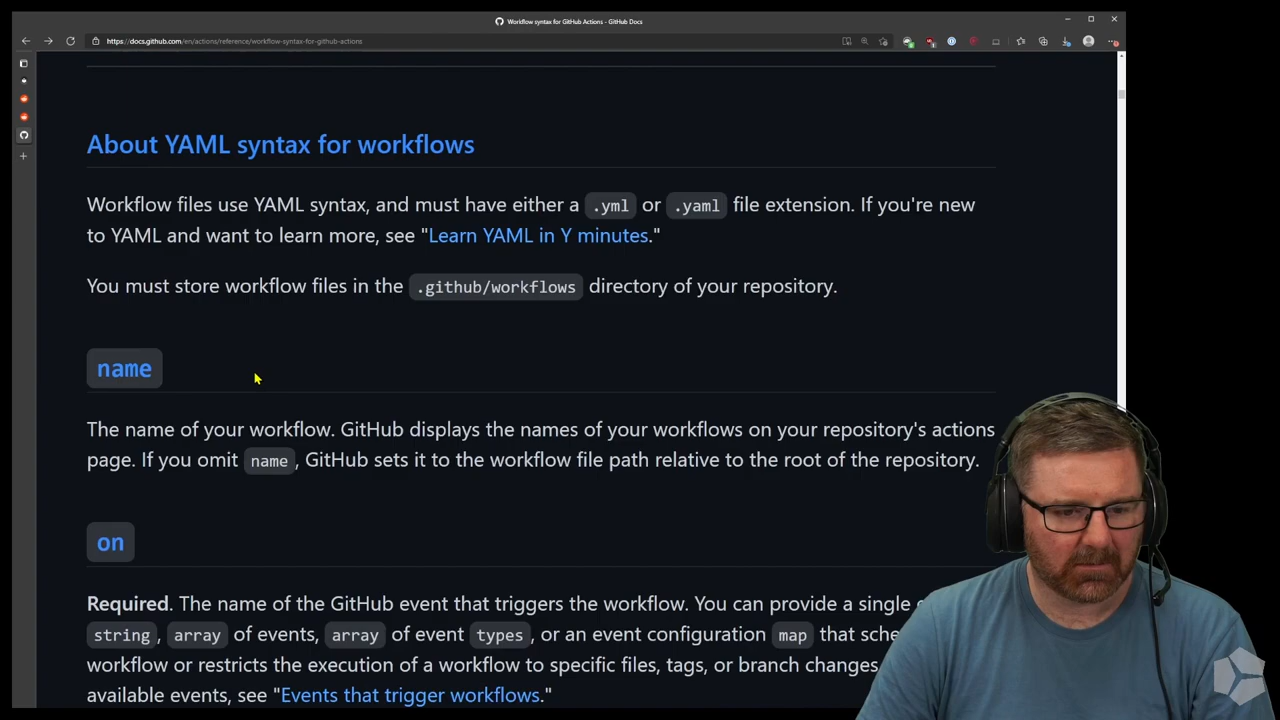 Workflow syntax for GitHub Actions - GitHub Docs
https://docs.github.com/en/actions/reference/workflow-syntax-for-github-actions
About YAML syntax for workflows
Workflow files use YAML syntax, and must have either a .yml or .yaml file extension. If you're new
to YAML and want to learn more, see "Learn YAML in Y minutes."
You must store workflow files in the .github/workflows directory of your repository.
name
The name of your workflow. GitHub displays the names of your workflows on your repository's actions
page. If you omit name, GitHub sets it to the workflow file path relative to the root of the repository.
on
Required. The name of the GitHub event that triggers the workflow. You can provide a single
string, array of events, array of event types, or an event configuration map that
workflow or restricts the execution of a workflow to specific files, tags, or branch changes
available events, see "Events that trigger workflows."